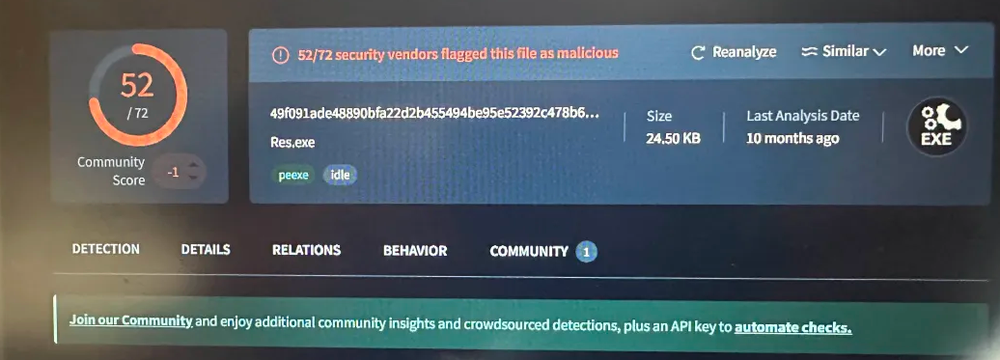 52
/ 72
Community
Score
-1
52/72 security vendors flagged this file as malicious
Reanalyze
Similar
More
49f091ade48890bfa22d2b455494be95e52392c478b6...
Res.exe
peexe
idle
Size
24.50 KB
Last Analysis Date
10 months ago
EXE
DETECTION
DETAILS
RELATIONS
BEHAVIOR
COMMUNITY
1
Join our Community and enjoy additional community insights and crowdsourced detections, plus an API key to automate checks.